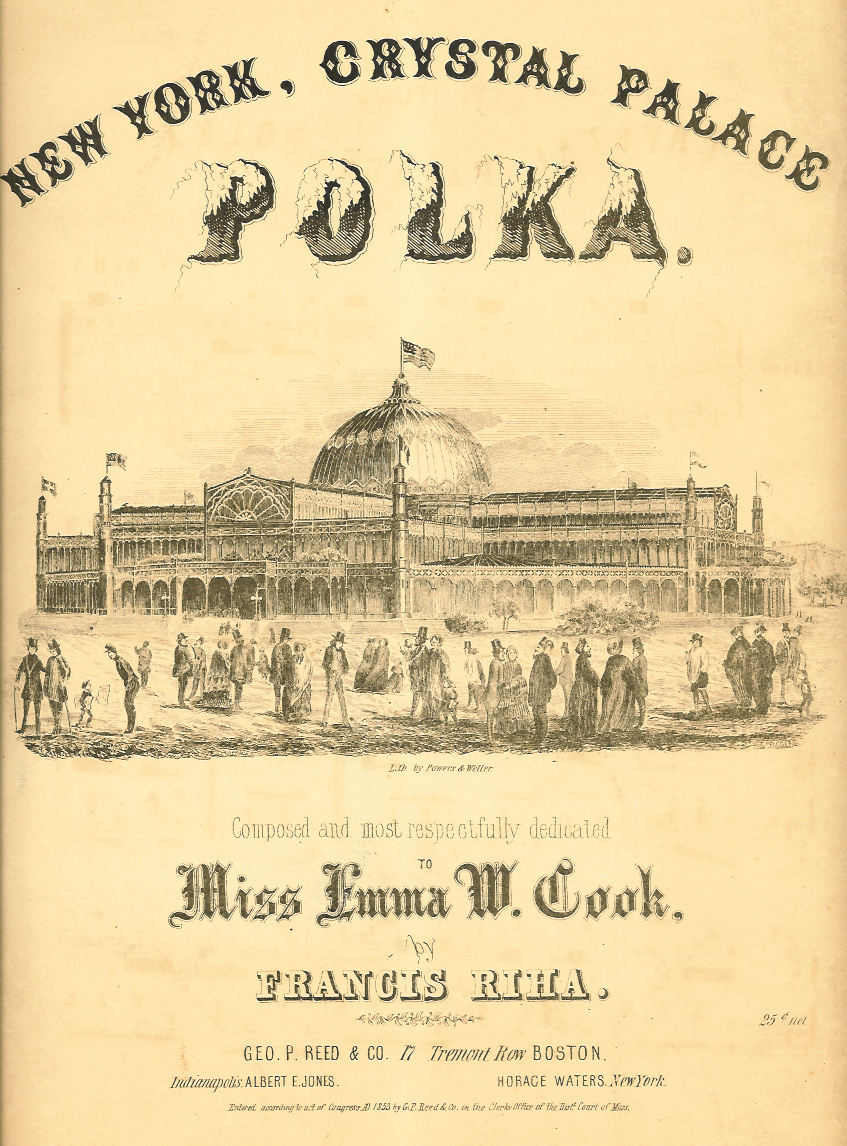 NEW YORK, CRYSTAL PALACE
POLKA.
Lith by Powers & Weller
Composed and most respectfully dedicated
TO
Miss Emma W. Cook,
by
FRANCIS RIHA.
25 ¢ net
GEO. P. REED & CO. 17 Tremont Row BOSTON.
Indianapolis ALBERT E. JONES.
HORACE WATERS. New York.
Entered according to act of Congress AD 1853 by G. P. Reed & Co. in the Clerks Office of the Dist. Court of Mass.